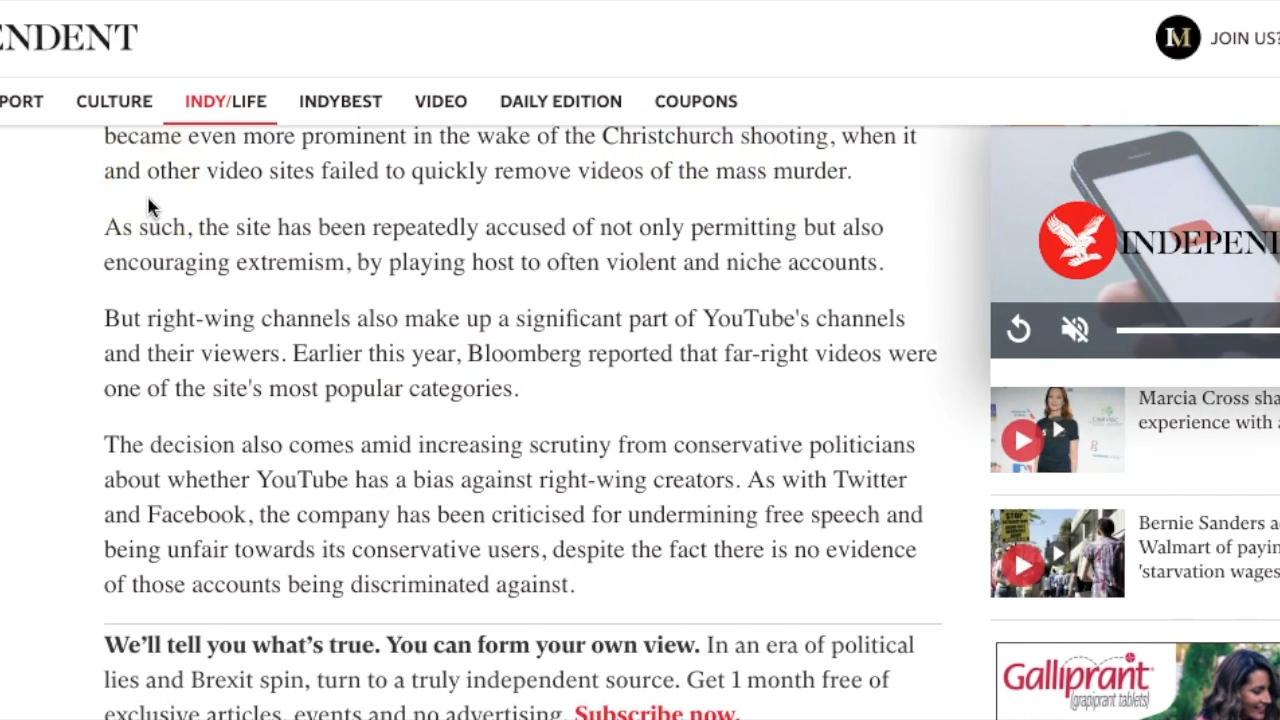 ENDENT
JOIN US?
PORT CULTURE INDY/LIFE INDYBEST VIDEO DAILY EDITION COUPONS
became even more prominent in the wake of the Christchurch shooting, when it
and other video sites failed to quickly remove videos of the mass murder.
As such, the site has been repeatedly accused of not only permitting but also
encouraging extremism, by playing host to often violent and niche accounts.
But right-wing channels also make up a significant part of YouTube's channels
and their viewers. Earlier this year, Bloomberg reported that far-right videos were
one of the site's most popular categories.
The decision also comes amid increasing scrutiny from conservative politicians
about whether YouTube has a bias against right-wing creators. As with Twitter
and Facebook, the company has been criticised for undermining free speech and
being unfair towards its conservative users, despite the fact there is no evidence
of those accounts being discriminated against.
We'll tell you what's true. You can form your own view. In an era of political
lies and Brexit spin, turn to a truly independent source. Get 1 month free of
exclusive articles, events and no advertising. Subscribe now.
INDEPEN
Marcia Cross sha
experience with a
Bernie Sanders a
Walmart of payin
'starvation wages
STOP
Galliprant
(grapiprant tablets)